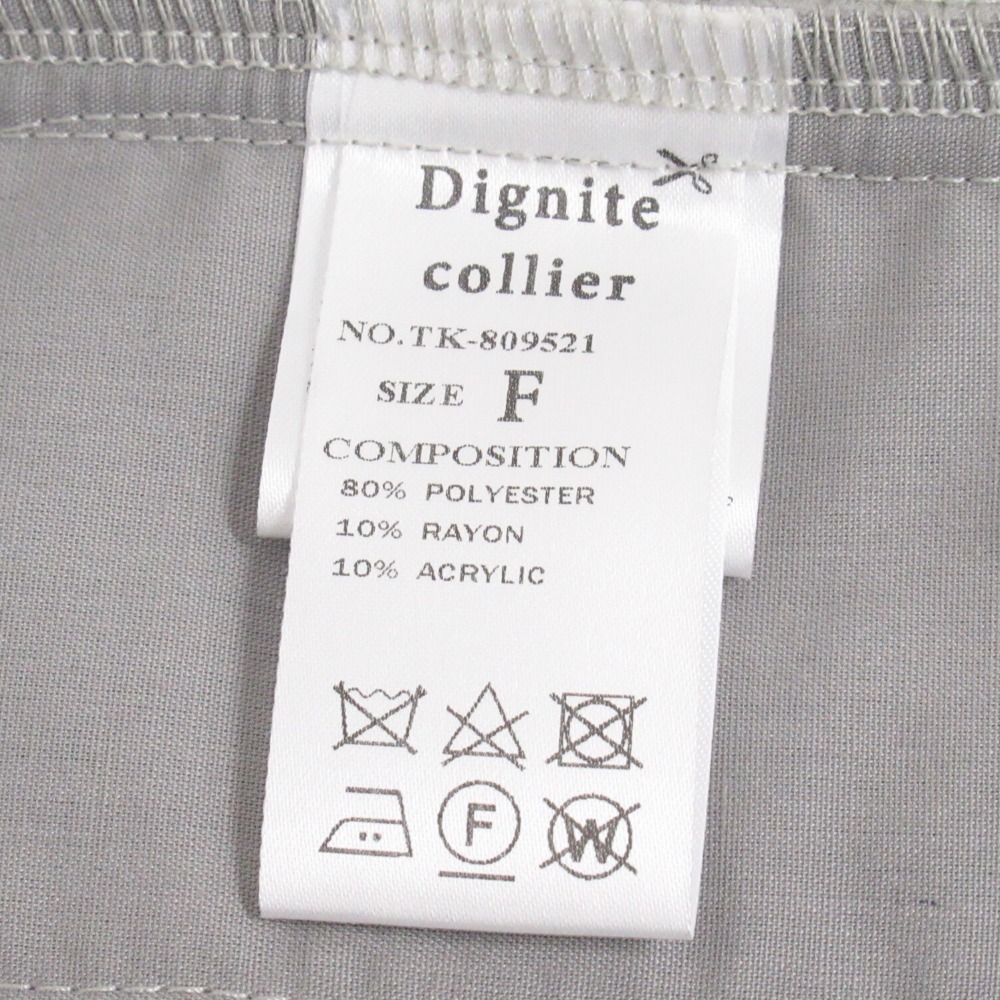 Dignite
collier
NO.TK-809521
SIZE F
COMPOSITION
80% POLYESTER
10% RAYON
10% ACRYLIC
F W